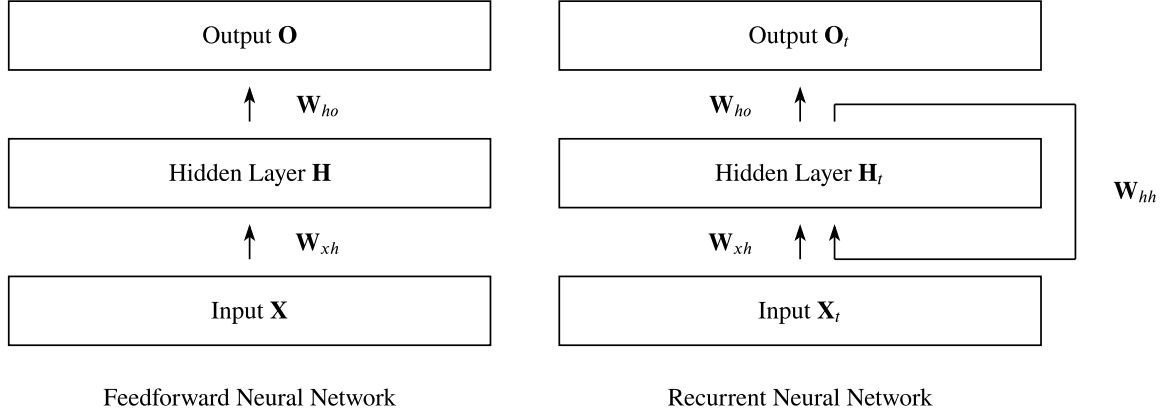 Output O
W_ho
Hidden Layer H
W_xh
Input X
Feedforward Neural Network
Output O_t
W_ho
Hidden Layer H_t
W_hh
W_xh
Input X_t
Recurrent Neural Network